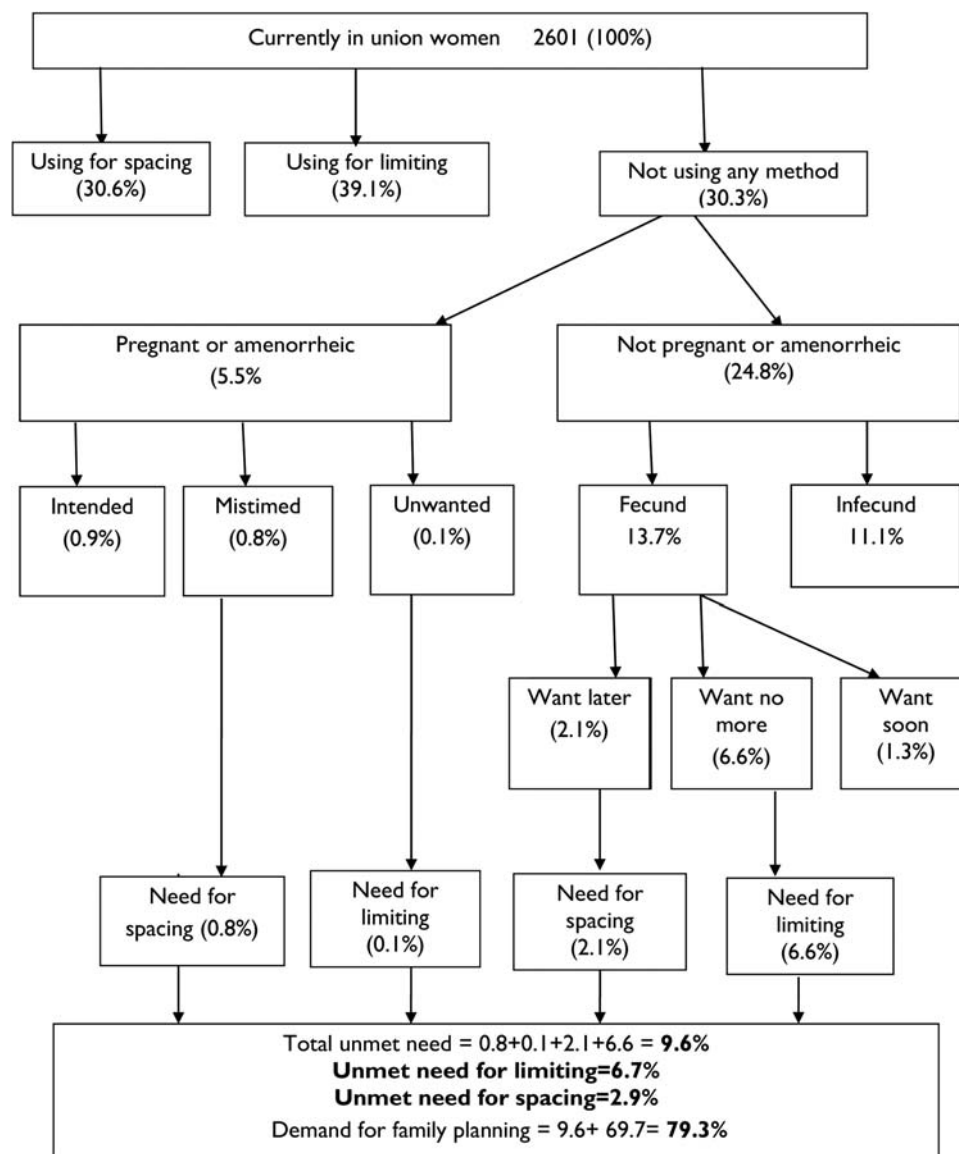 Currently in union women 2601 (100%)
Using for spacing
(30.6%)
Using for limiting
(39.1%)
Not using any method
(30.3%)
Pregnant or amenorrheic
(5.5%
Not pregnant or amenorrheic
(24.8%)
Intended
(0.9%)
Mistimed
(0.8%)
Unwanted
(0.1%)
Fecund
13.7%
Infecund
11.1%
Want later
(2.1%)
Want no
more
(6.6%)
Want
soon
(1.3%)
Need for
spacing (0.8%)
Need for
limiting
(0.1%)
Need for
spacing
(2.1%)
Need for
limiting
(6.6%)
Total unmet need = 0.8+0.1+2.1+6.6 = 9.6%
Unmet need for limiting=6.7%
Unmet need for spacing=2.9%
Demand for family planning = 9.6+ 69.7= 79.3%